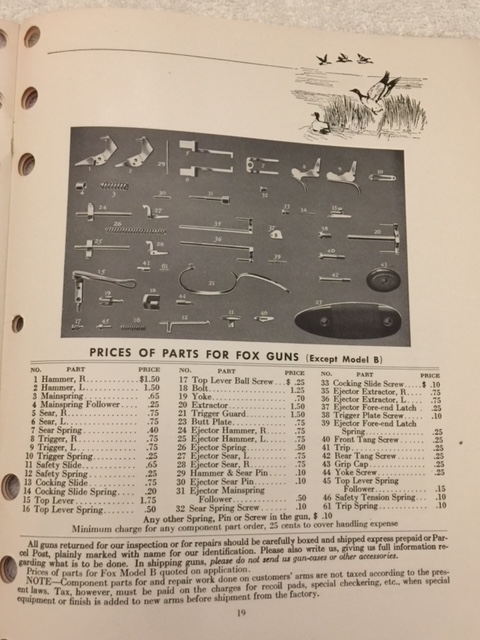 PRICES OF PARTS FOR FOX GUNS (Except Model B)
NO. PART PRICE
1 Hammer, R........$1.50
2 Hammer, L........ 1.50
3 Mainspring....... .65
4 Mainspring Follower.... .25
5 Sear, R.......... .75
6 Sear, L.......... .75
7 Sear Spring...... .40
8 Trigger, R....... .75
9 Trigger, L....... .75
10 Trigger Spring.... .25
11 Safety Slide...... .65
12 Safety Spring..... .25
13 Cocking Slide..... .75
14 Cocking Slide Spring.... .20
15 Top Lever........ 1.75
16 Top Lever Spring.... .50
NO. PART PRICE
17 Top Lever Ball Screw...$ .25
18 Bolt............ 1.25
19 Yoke............ .70
20 Extractor........ 1.50
21 Trigger Guard.... 1.50
23 Butt Plate....... .75
24 Ejector Hammer, R.... .75
25 Ejector Hammer, L.... .75
26 Ejector Spring.... .50
27 Ejector Sear, L.... .75
28 Ejector Sear, R.... .75
29 Hammer & Sear Pin.... .10
30 Ejector Sear Pin.... .10
31 Ejector Mainspring
Follower........ .50
32 Sear Spring Screw.... .10
NO. PART PRICE
33 Cocking Slide Screw....$ .10
35 Ejector Extractor, R.... .75
36 Ejector Extractor, L.... .75
37 Ejector Fore-end Latch .25
38 Trigger Plate Screw.... .10
39 Ejector Fore-end Latch
Spring.......... .25
40 Front Tang Screw.... .25
41 Trip............ .25
42 Rear Tang Screw.... .25
43 Grip Cap........ .25
44 Yoke Screw...... .25
45 Top Lever Spring
Follower........ .15
46 Safety Tension Spring.... .10
61 Trip Spring...... .10
Any other Spring, Pin or Screw in the gun, $ .10
Minimum charge for any component part order, 25 cents to cover handling expense
All guns returned for our inspection or for repairs should be carefully boxed and shipped express prepaid or Par-
cel Post, plainly marked with name for our identification. Please also write us, giving us full information re-
garding what is to be done. In shipping guns, please do not send us gun-cases or other accessories.
Prices of parts for Fox Model B quoted on application.
NOTE—Component parts for and repair work done on customers' arms are not taxed according to the pres-
ent laws. Tax, however, must be paid on the charges for recoil pads, special checkering, etc., when special
equipment or finish is added to new arms before shipment from the factory.
19